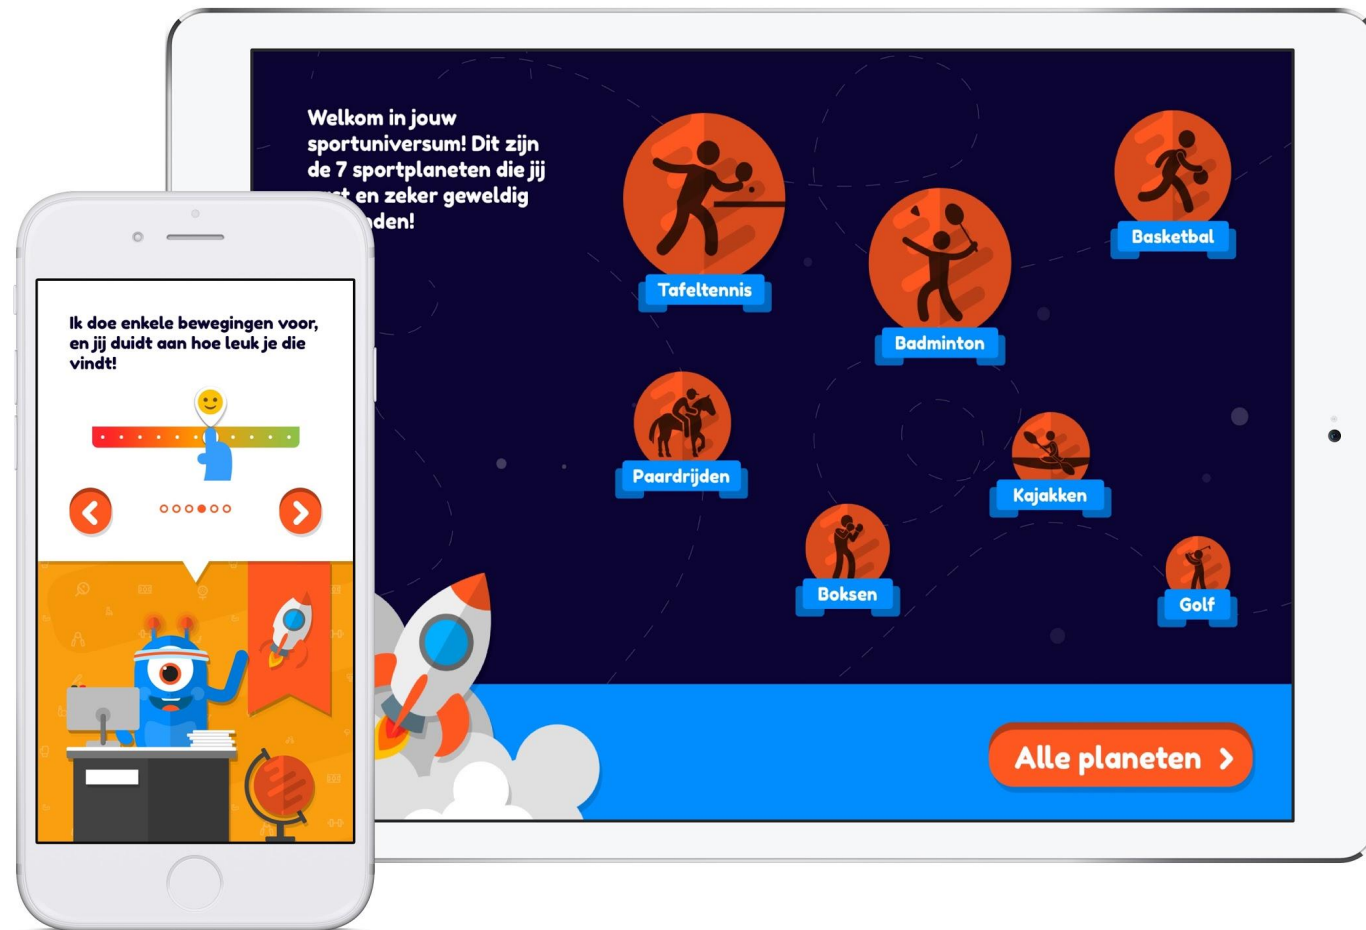 Welkom in jouw
sportuniversum! Dit zijn
de 7 sportplaneten die jij
en zeker geweldig
Tafeltennis
Badminton
Basketbal
Paardrijden
Kajakken
Boksen
Golf
Alle planeten
Ik doe enkele bewegingen voor,
en jij duidt aan hoe leuk je die
vindt!